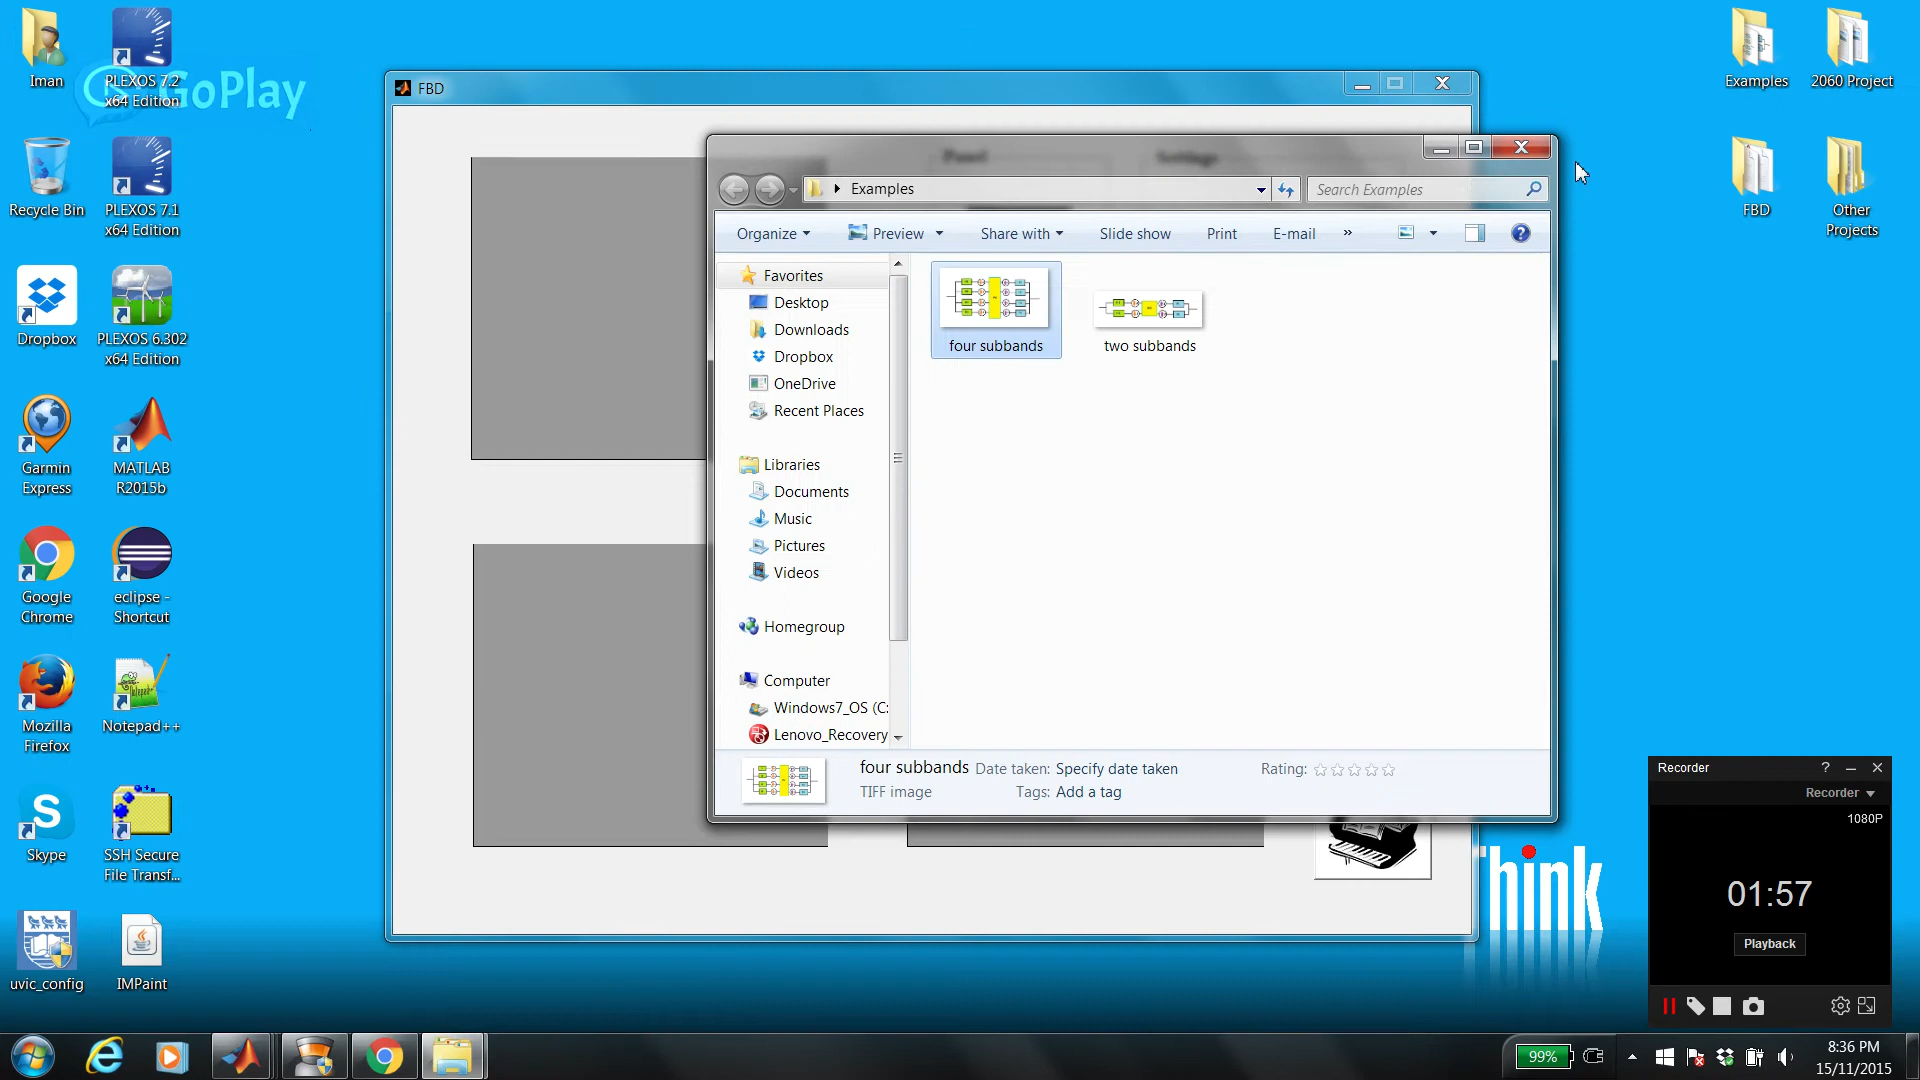 Iman
PLEXOS 7.2
x64 Edition
GoPlay
Recycle Bin
PLEXOS 7.1
x64 Edition
Dropbox
PLEXOS 6.302
x64 Edition
Garmin
Express
MATLAB
R2015b
Google
Chrome
eclipse -
Shortcut
Mozilla
Firefox
Notepad++
Skype
SSH Secure
File Transf...
uvic_config
IMPaint
FBD
Panel
Settings
Examples
Search Examples
Organize
Preview
Share with
Slide show
Print
E-mail
»
Favorites
Desktop
Downloads
Dropbox
OneDrive
Recent Places
Libraries
Documents
Music
Pictures
Videos
Homegroup
Computer
Windows7_OS (C:
Lenovo_Recovery
four subbands
two subbands
four subbands
Date taken: Specify date taken
Rating:
TIFF image
Tags: Add a tag
Examples
2060 Project
FBD
Other
Projects
Think
Recorder
?
Recorder
1080P
01:57
Playback
99%
8:36 PM
15/11/2015